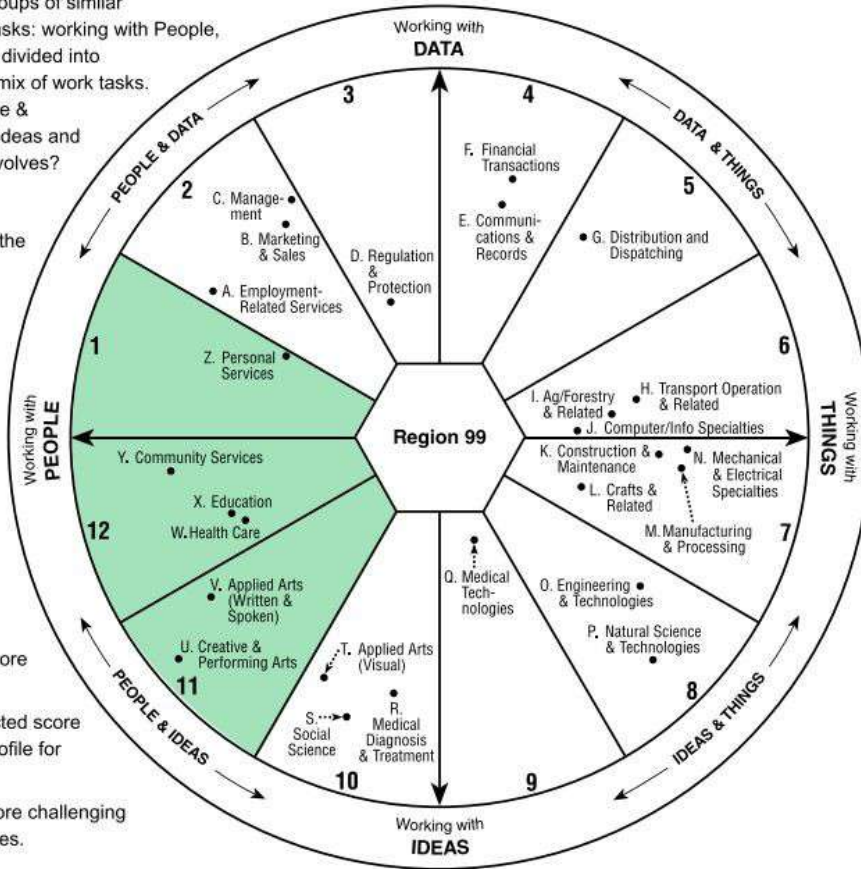 oups of similar
asks: working with People,
divided into
mix of work tasks.
e &
deas and
volves?
the
ore
cted score
ofile for
ore challenging
es.
Working with
DATA
PEOPLE & DATA
DATA & THINGS
3
4
2
5
C. Manage-
ment
B. Marketing
& Sales
A. Employment-
Related Services
D. Regulation
&
Protection
F. Financial
Transactions
E. Communi-
cations &
Records
G. Distribution and
Dispatching
1
6
Z. Personal
Services
I. Ag/Forestry
& Related
H. Transport Operation
& Related
J. Computer/Info Specialties
Working with
PEOPLE
Region 99
Working with
THINGS
Y. Community Services
X. Education
W. Health Care
K. Construction &
Maintenance
N. Mechanical
& Electrical
Specialties
L. Crafts &
Related
M. Manufacturing
& Processing
12
7
V. Applied Arts
(Written &
Spoken)
U. Creative &
Performing Arts
11
Q. Medical
Tech-
nologies
O. Engineering
& Technologies
P. Natural Science
& Technologies
8
T. Applied Arts
(Visual)
S.
Social
Science
R.
Medical
Diagnosis
& Treatment
10
9
PEOPLE & IDEAS
IDEAS & THINGS
Working with
IDEAS